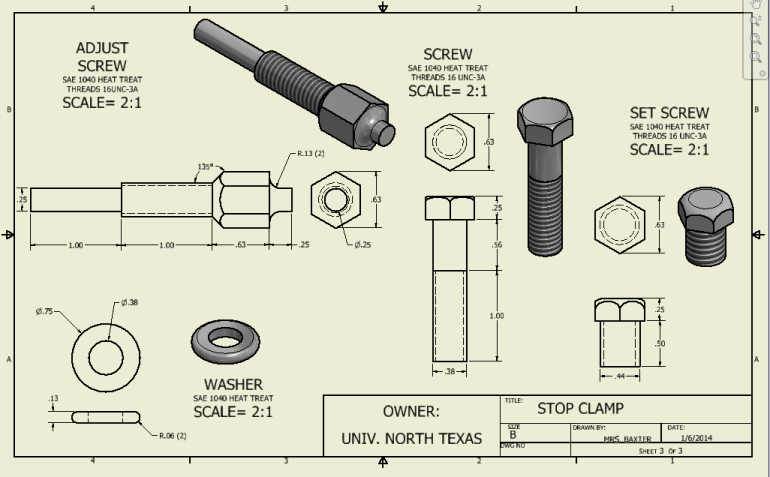 4
3
2
1
B
B
A
A
ADJUST
SCREW
SAE 1040 HEAT TREAT
THREADS 16UNC-3A
SCALE= 2:1
SCREW
SAE 1040 HEAT TREAT
THREADS 16 UNC-3A
SCALE= 2:1
SET SCREW
SAE 1040 HEAT TREAT
THREADS 16 UNC-3A
SCALE= 2:1
135°
R.13 (2)
.25
.63
Ø.25
1.00
1.00
.63
.25
.63
.25
.56
1.00
.38
.63
.25
.50
.44
Ø.75
Ø.38
.13
R.06 (2)
WASHER
SAE 1040 HEAT TREAT
SCALE= 2:1
OWNER:
UNIV. NORTH TEXAS
TITLE:
STOP CLAMP
SIZE
B
DRAWN BY:
MRS. BAXTER
DATE:
1/6/2014
DWG NO
SHEET 3 OF 3
4
3
2
1